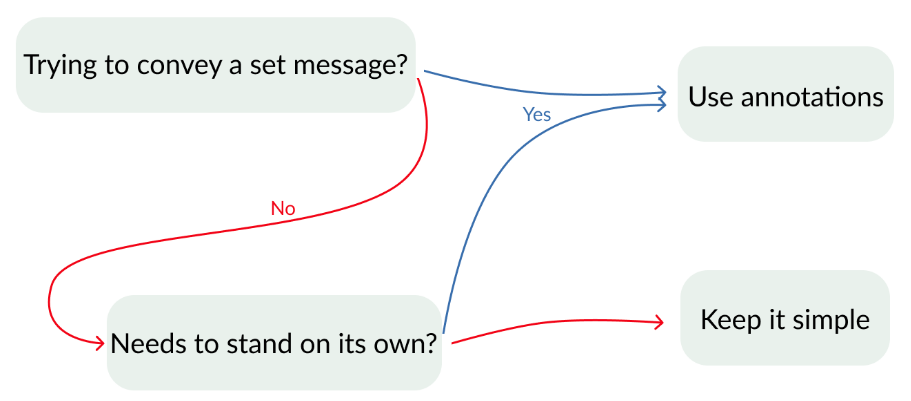 Trying to convey a set message?
Use annotations
Yes
No
Needs to stand on its own?
Keep it simple